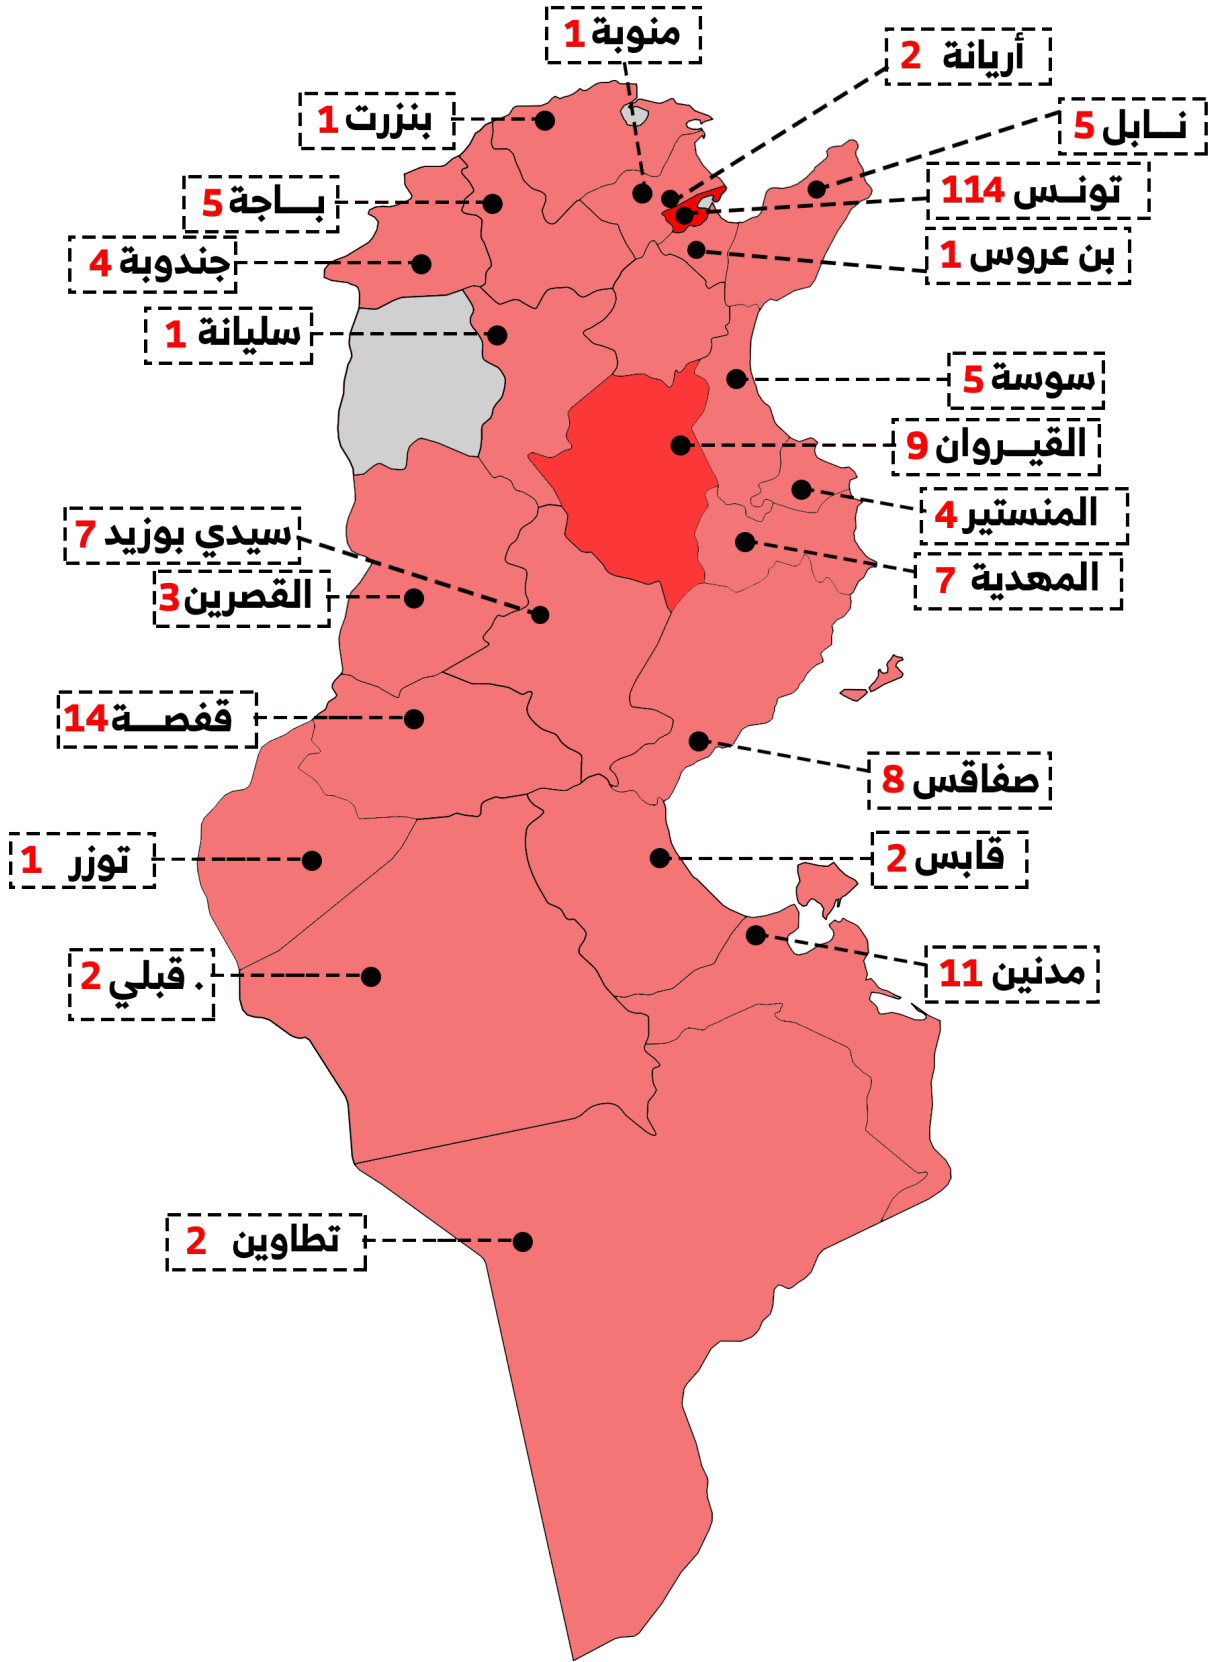 منوبة 1
أريانة 2
بنزرت 1
نـــابل 5
تونــس 114
بـــاجة 5
بن عروس 1
جندوبة 4
سليانة 1
سوسة 5
القيـــروان 9
المنستير 4
سيدي بوزيد 7
المهدية 7
القصرين 3
قفصـــة 14
صفاقس 8
توزر 1
قابس 2
. قبلي 2
مدنين 11
تطاوين 2